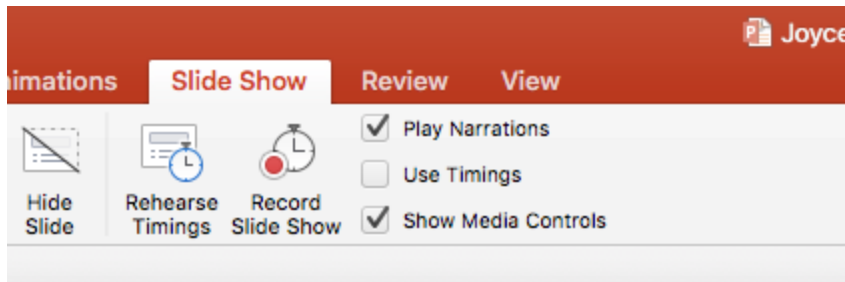 Joyce
nimations Slide Show Review View
Hide
Slide
Rehearse
Timings
Record
Slide Show
Play Narrations
Use Timings
Show Media Controls